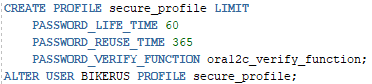 CREATE PROFILE secure_profile LIMIT
PASSWORD_LIFE_TIME 60
PASSWORD_REUSE_TIME 365
PASSWORD_VERIFY_FUNCTION ora12c_verify_function;
ALTER USER BIKERUS PROFILE secure_profile;